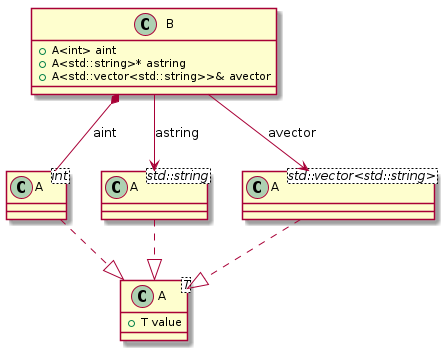 C B
A<int> aint
A<std::string>* astring
A<std::vector<std::string>>& avector
aint
astring
avector
C A int
C A std::string
C A std::vector<std::string>
C A T
T value